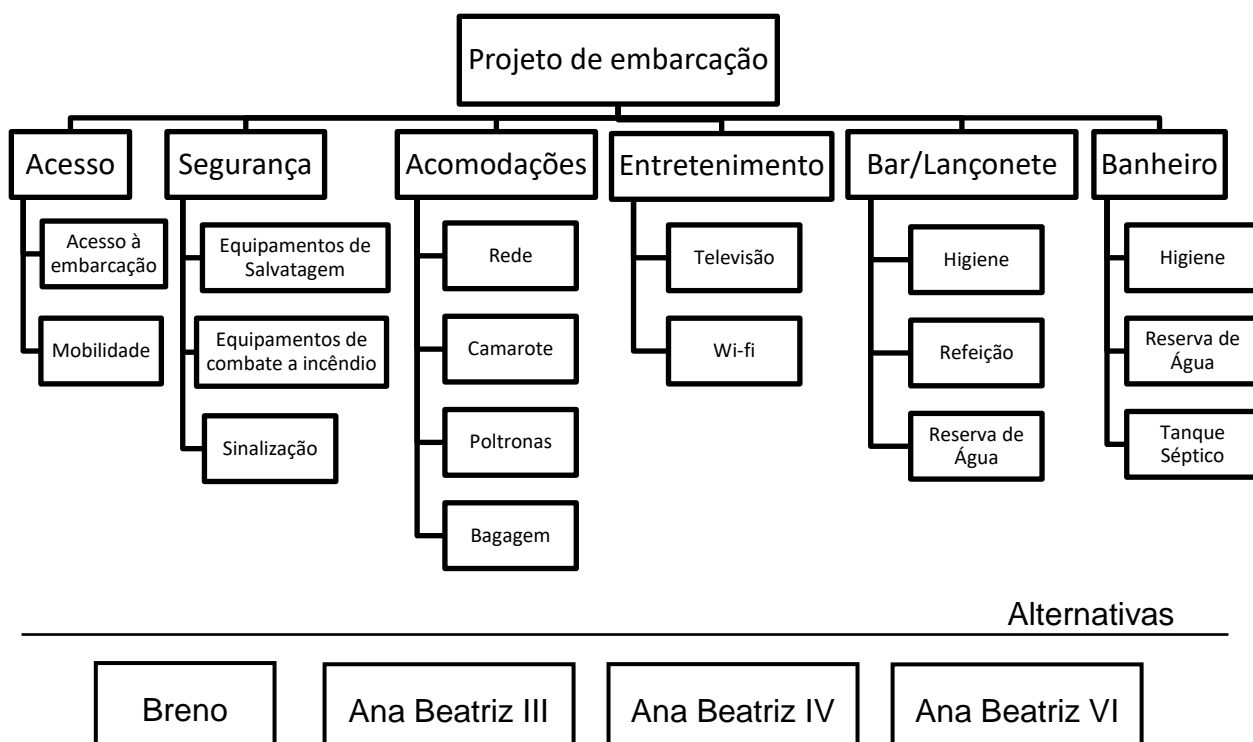 Projeto de embarcação
Acesso
Segurança
Acomodações
Entretenimento
Bar/Lançonete
Banheiro
Acesso à
embarcação
Mobilidade
Equipamentos de
Salvatagem
Equipamentos de
combate a incêndio
Sinalização
Rede
Camarote
Poltronas
Bagagem
Televisão
Wi-fi
Higiene
Refeição
Reserva de
Água
Higiene
Reserva de
Água
Tanque
Séptico
Alternativas
Breno
Ana Beatriz III
Ana Beatriz IV
Ana Beatriz VI